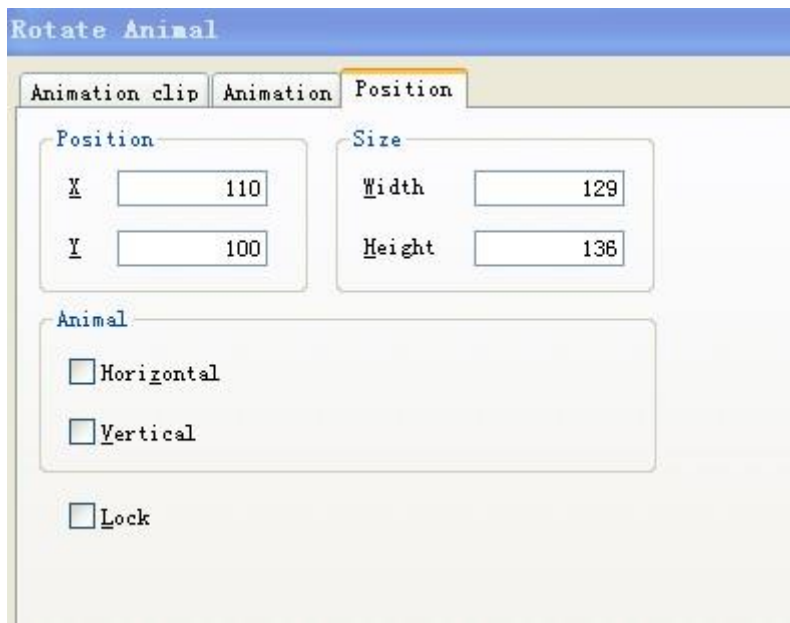 Rotate Animal
Animation clip Animation Position
Position Size
X 110 Width 129
Y 100 Height 136
Animal
Horizontal
Vertical
Lock